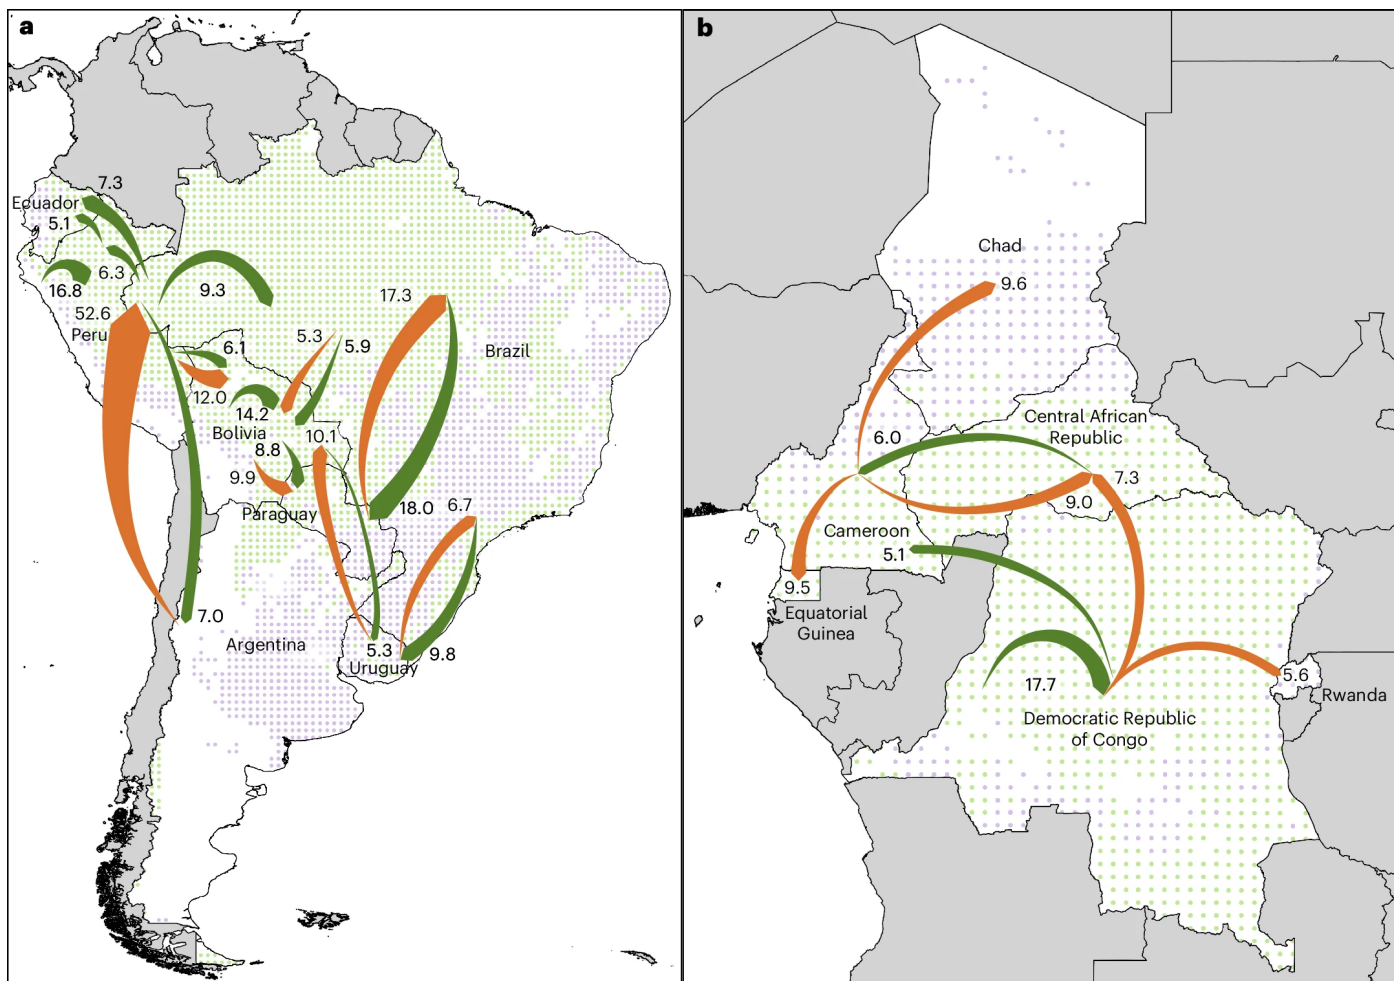 a
7.3
Ecuador
5.1
6.3
16.8
9.3
52.6
Peru
17.3
5.3
5.9
Brazil
6.1
12.0
14.2
Bolivia
10.1
8.8
9.9
Paraguay
18.0
6.7
7.0
Argentina
5.3
9.8
Uruguay
b
Chad
9.6
Central African
Republic
6.0
7.3
9.0
Cameroon
5.1
9.5
Equatorial
Guinea
17.7
5.6
Rwanda
Democratic Republic
of Congo